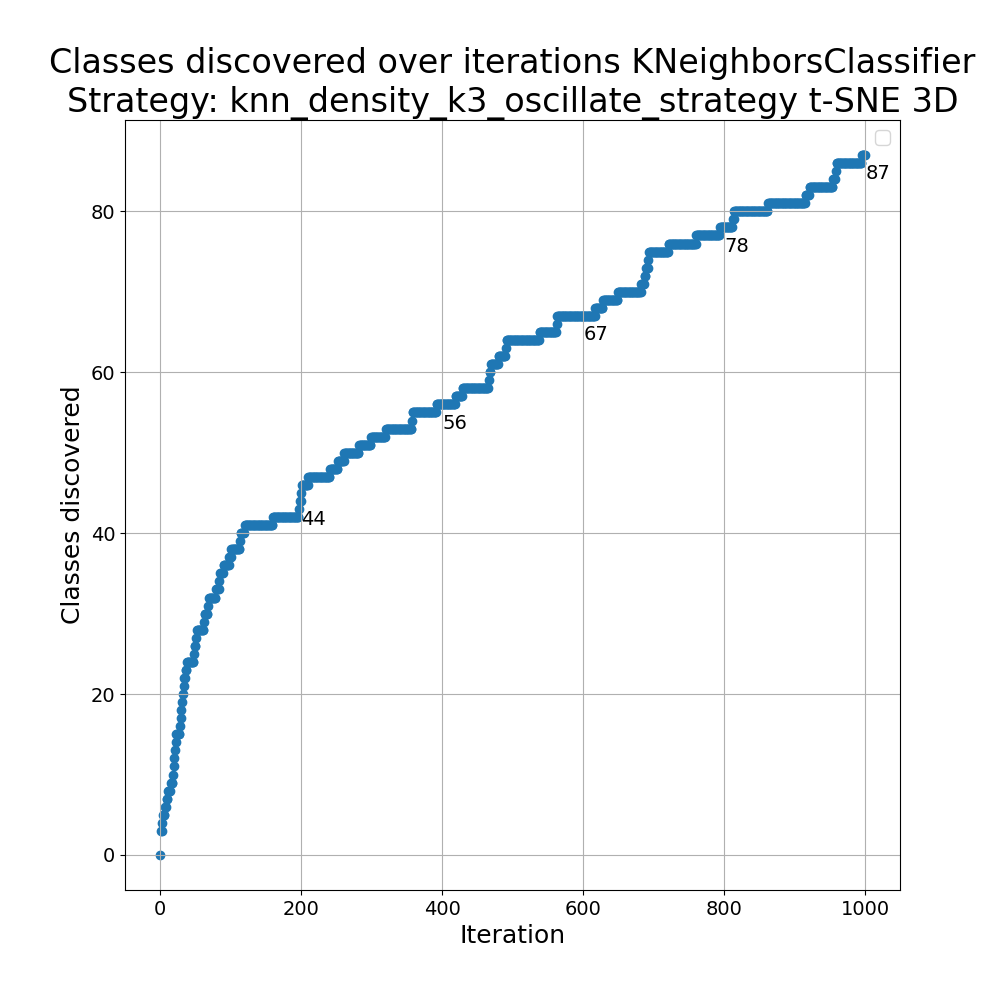 Classes discovered over iterations KNeighborsClassifier
Strategy: knn_density_k3_oscillate_strategy t-SNE 3D
87
80
78
67
60
Classes discovered
56
44
40
20
0
0 200 400 600 800 1000
Iteration